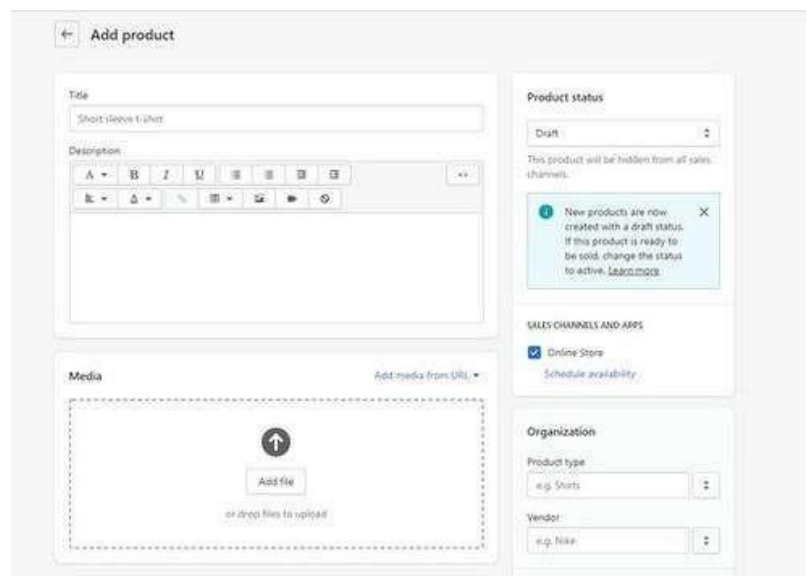 Add product
Title
Short sleeve t-shirt
Description
A B I U
A
Media
Add media from URL
Add file
or drop files to upload
Product status
Draft
This product will be hidden from all sales
channels.
New products are now
created with a draft status.
If this product is ready to
be sold, change the status
to active. Learn more
SALES CHANNELS AND APPS
Online Store
Schedule availability
Organization
Product type
e.g. Shirts
Vendor
e.g. Nike